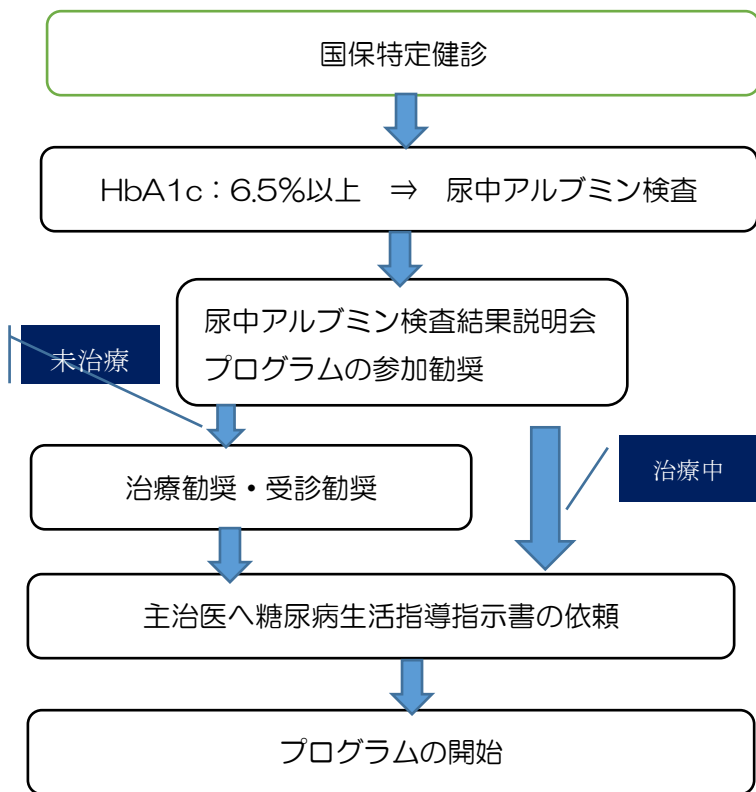 国保特定健診
HbA1c：6.5%以上　⇒　尿中アルブミン検査
尿中アルブミン検査結果説明会
プログラムの参加勧奨
未治療
治療勧奨・受診勧奨
治療中
主治医へ糖尿病生活指導指示書の依頼
プログラムの開始